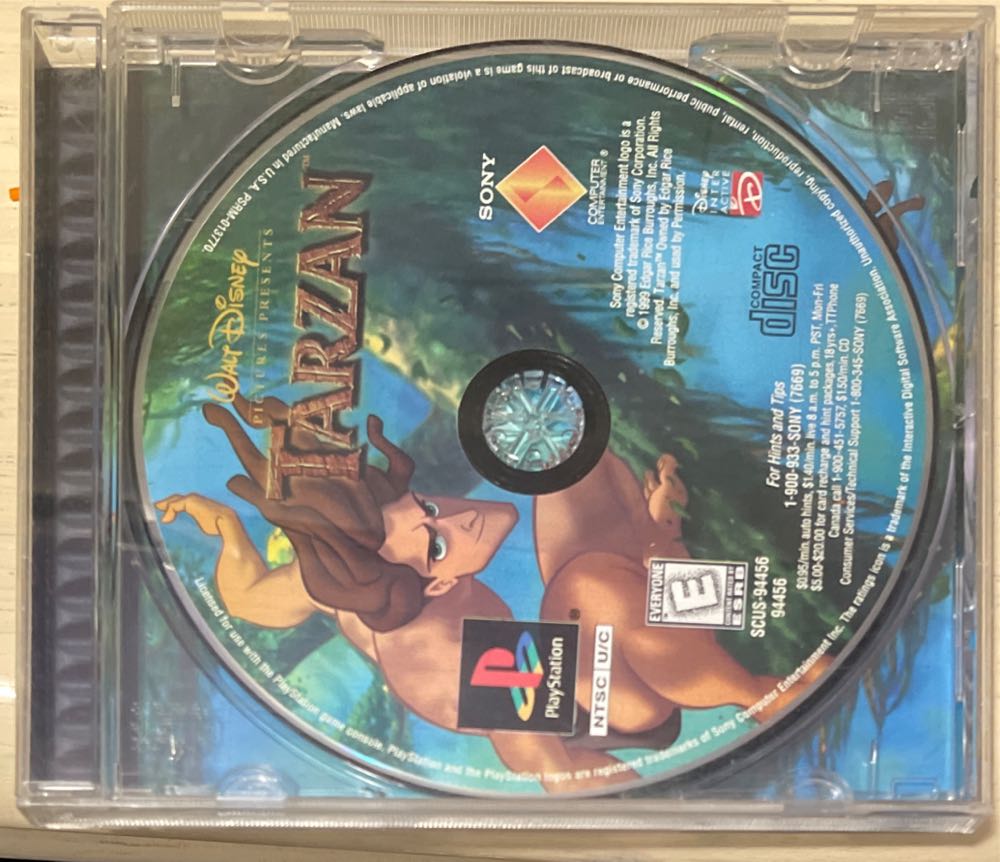 WALT DISNEY
PICTURES PRESENTS
TARZAN™
SONY
COMPUTER
ENTERTAINMENT®
Sony Computer Entertainment logo is a
registered trademark of Sony Corporation.
© 1999 Edgar Rice Burroughs, Inc. All Rights
Reserved. Tarzan™ Owned by Edgar Rice
Burroughs, Inc. and used by Permission.
Disney
INTER
ACTIVE
D
COMPACT
disc
PlayStation
®
NTSC U/C
EVERYONE
E
ESRB
SCUS-94456
94456
For Hints and Tips
1-900-933-SONY (7669)
$0.95/min. auto hints, $1.40/min. live 8 a.m. to 5 p.m. PST, Mon-Fri
$5.00-$20.00 for card recharge and hint packages, 18 yrs+, TTPhone
Canada call 1-900-451-5757, $1.50/min. CD
Consumer Services/Technical Support 1-800-345-SONY (7669)
Licensed for use with the PlayStation game console. PlayStation and the PlayStation logos are registered trademarks of Sony Computer Entertainment Inc. The ratings icon is a trademark of the Interactive Digital Software Association. Unauthorized copying, reproduction, rental, public performance or broadcast of this game is a violation of applicable laws. Manufactured in U.S.A. PSRM-013770.